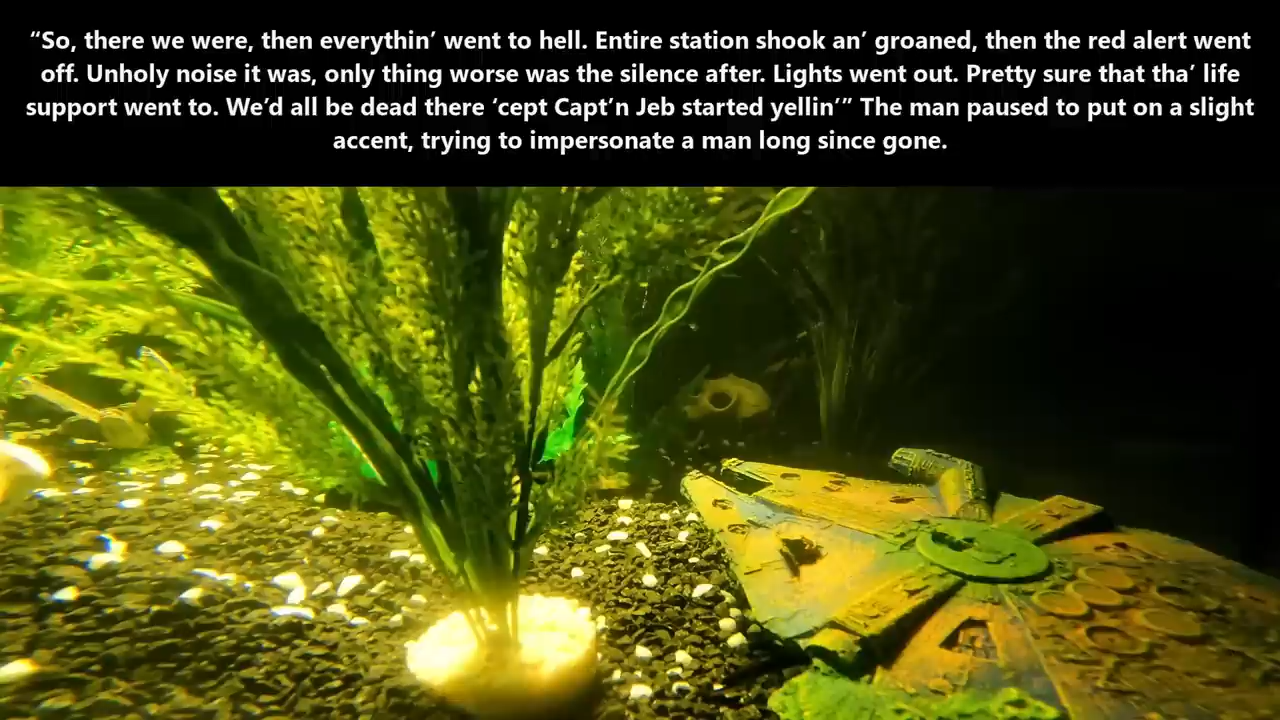 “So, there we were, then everythin’ went to hell. Entire station shook an’ groaned, then the red alert went
off. Unholy noise it was, only thing worse was the silence after. Lights went out. Pretty sure that tha’ life
support went to. We’d all be dead there ‘cept Capt’n Jeb started yellin’” The man paused to put on a slight
accent, trying to impersonate a man long since gone.